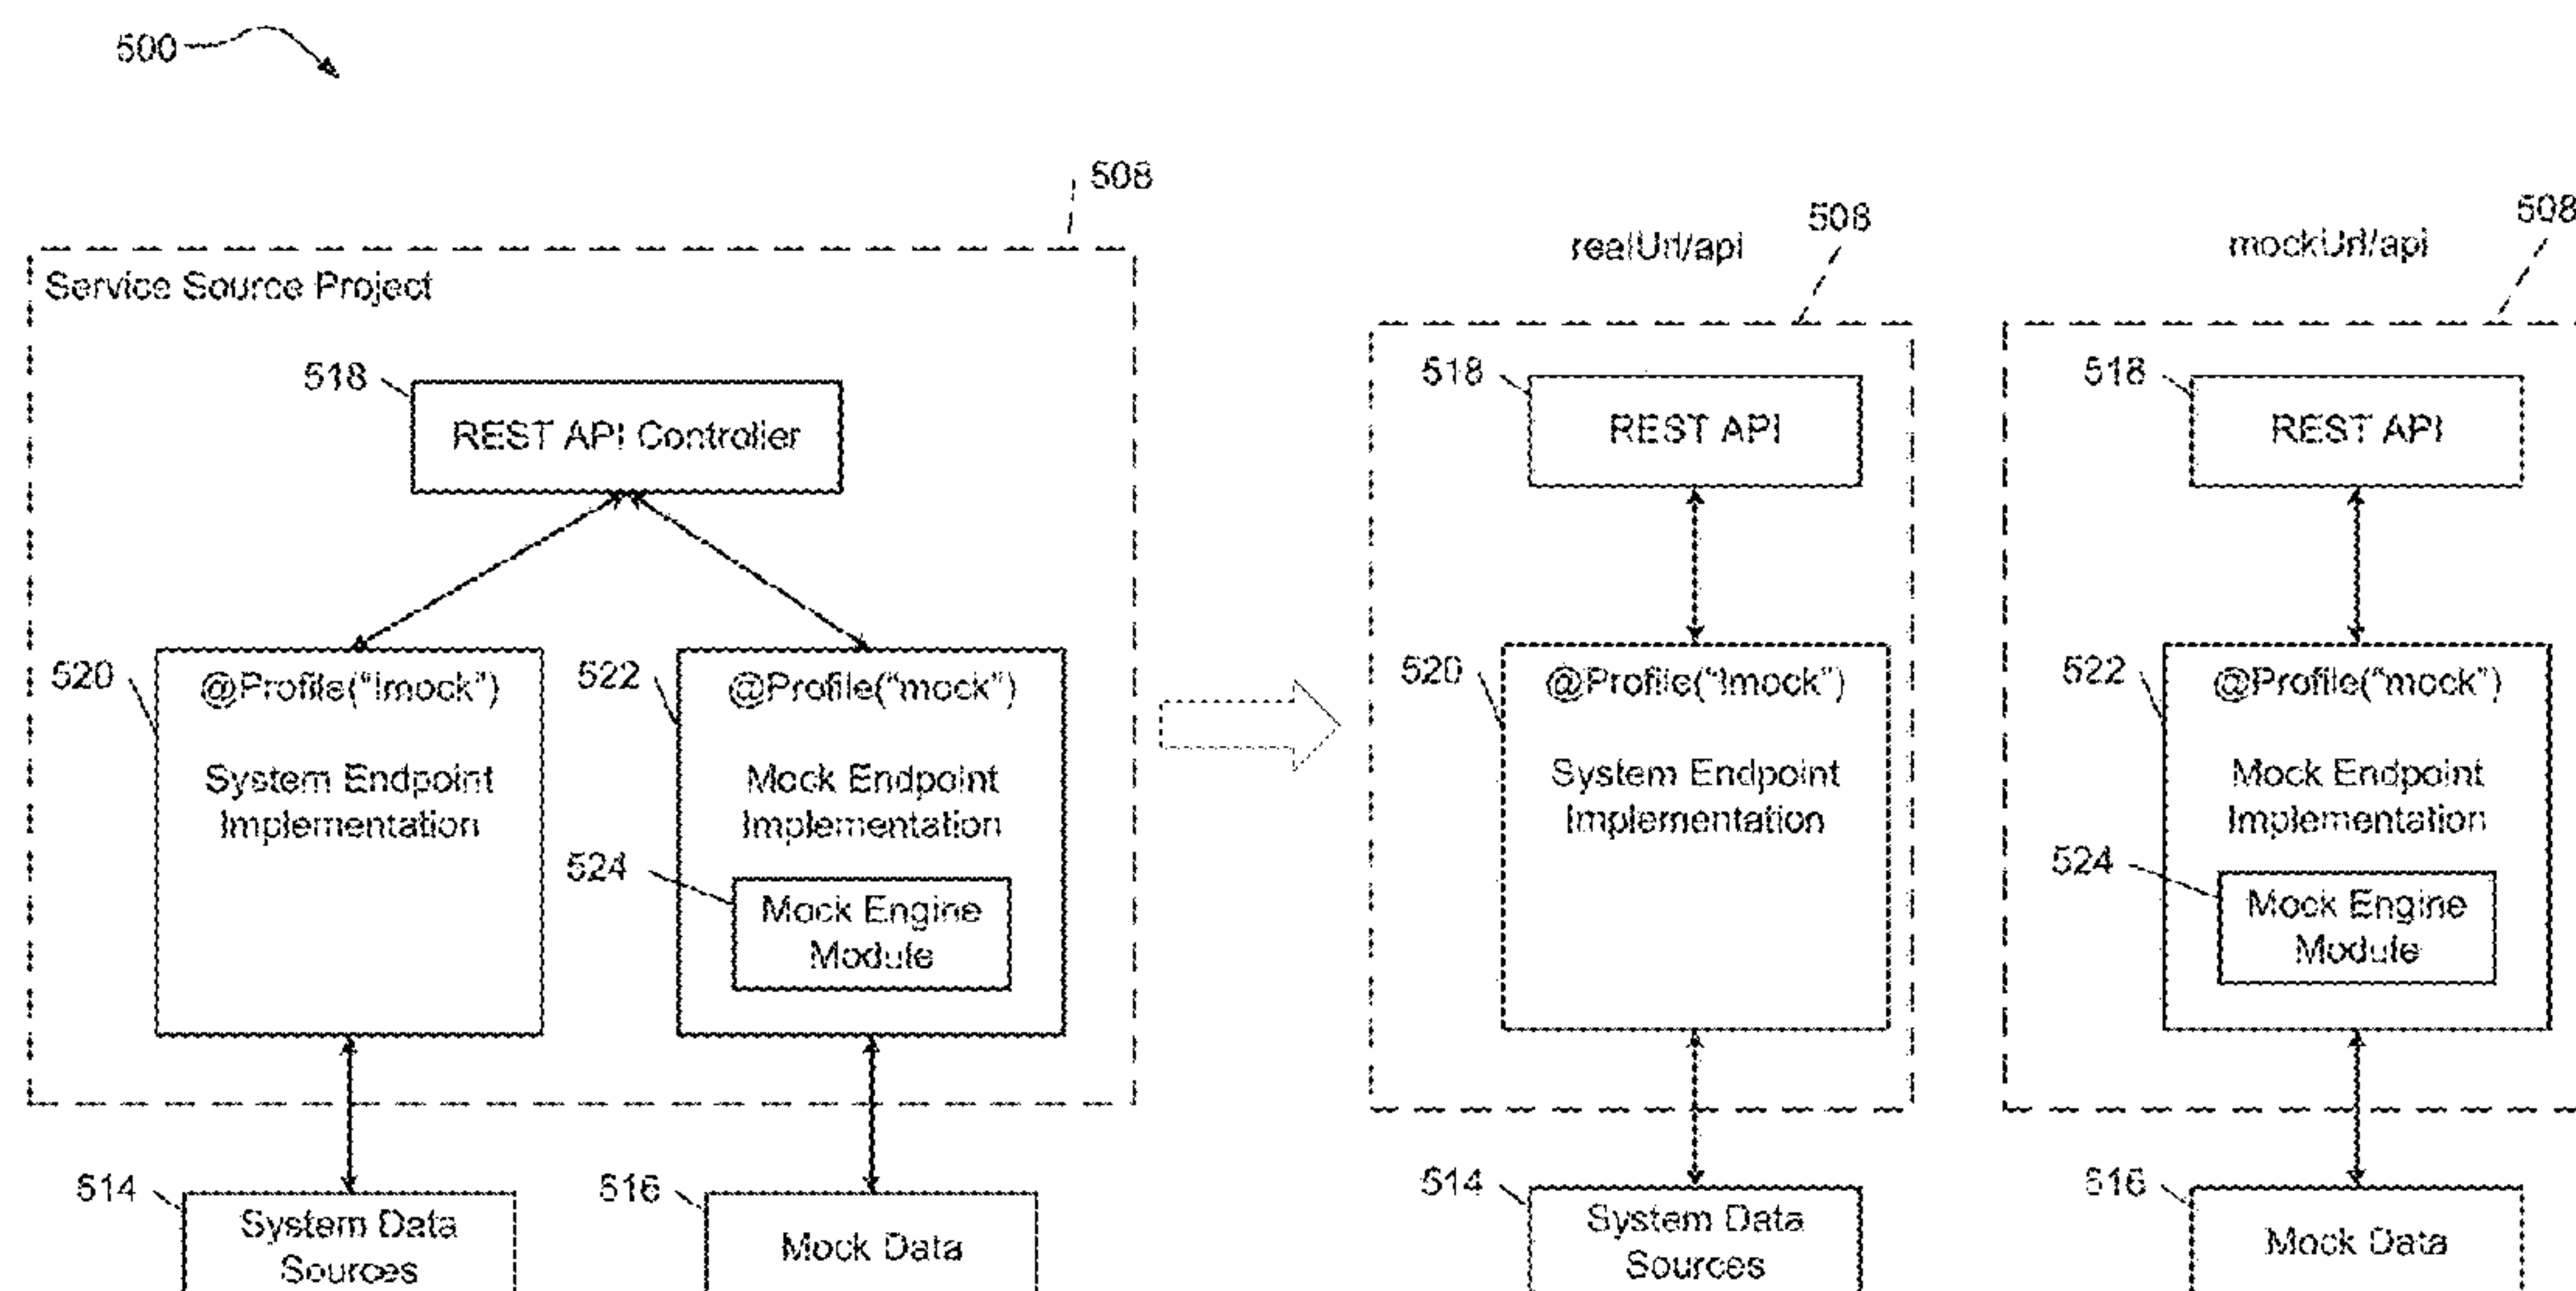 500
508
Service Source Project
518
REST API Controller
520
@Profile("!mock")
System Endpoint
Implementation
522
@Profile("mock")
Mock Endpoint
Implementation
524
Mock Engine
Module
514
System Data
Sources
516
Mock Data
realUrl/api
508
518
REST API
520
@Profile("!mock")
System Endpoint
Implementation
514
System Data
Sources
mockUrl/api
508
518
REST API
522
@Profile("mock")
Mock Endpoint
Implementation
524
Mock Engine
Module
516
Mock Data